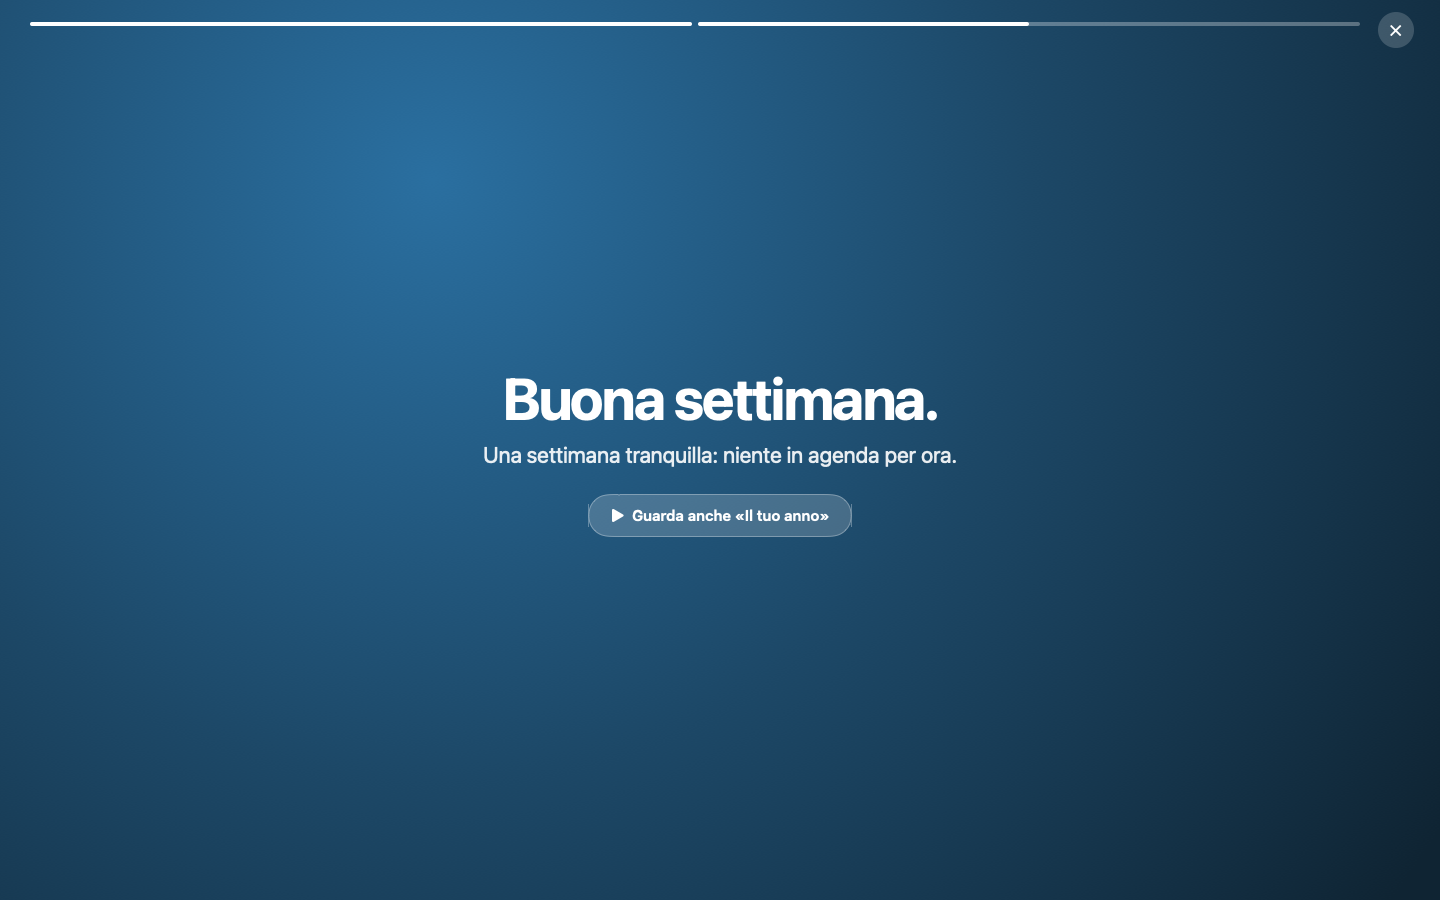 Buona settimana.
Una settimana tranquilla: niente in agenda per ora.
Guarda anche «Il tuo anno»